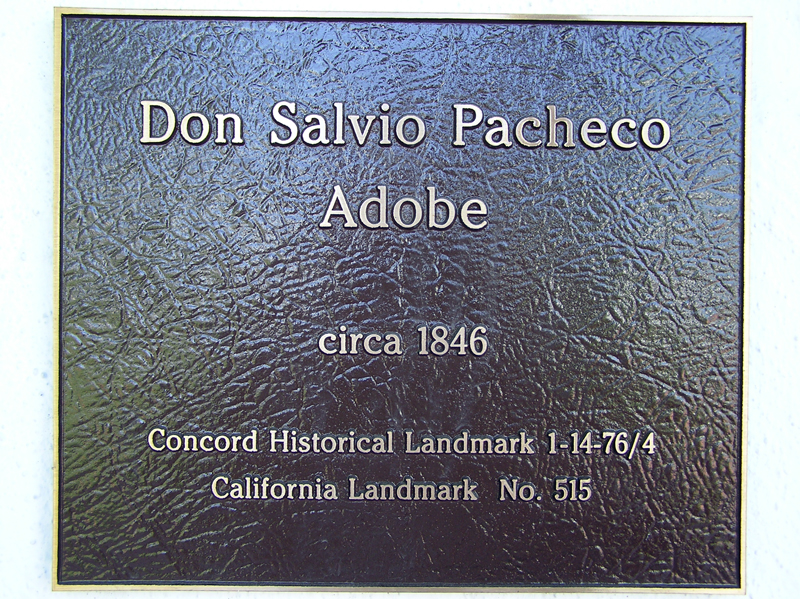 Don Salvio Pacheco
Adobe
circa 1846
Concord Historical Landmark 1-14-76/4
California Landmark No. 515